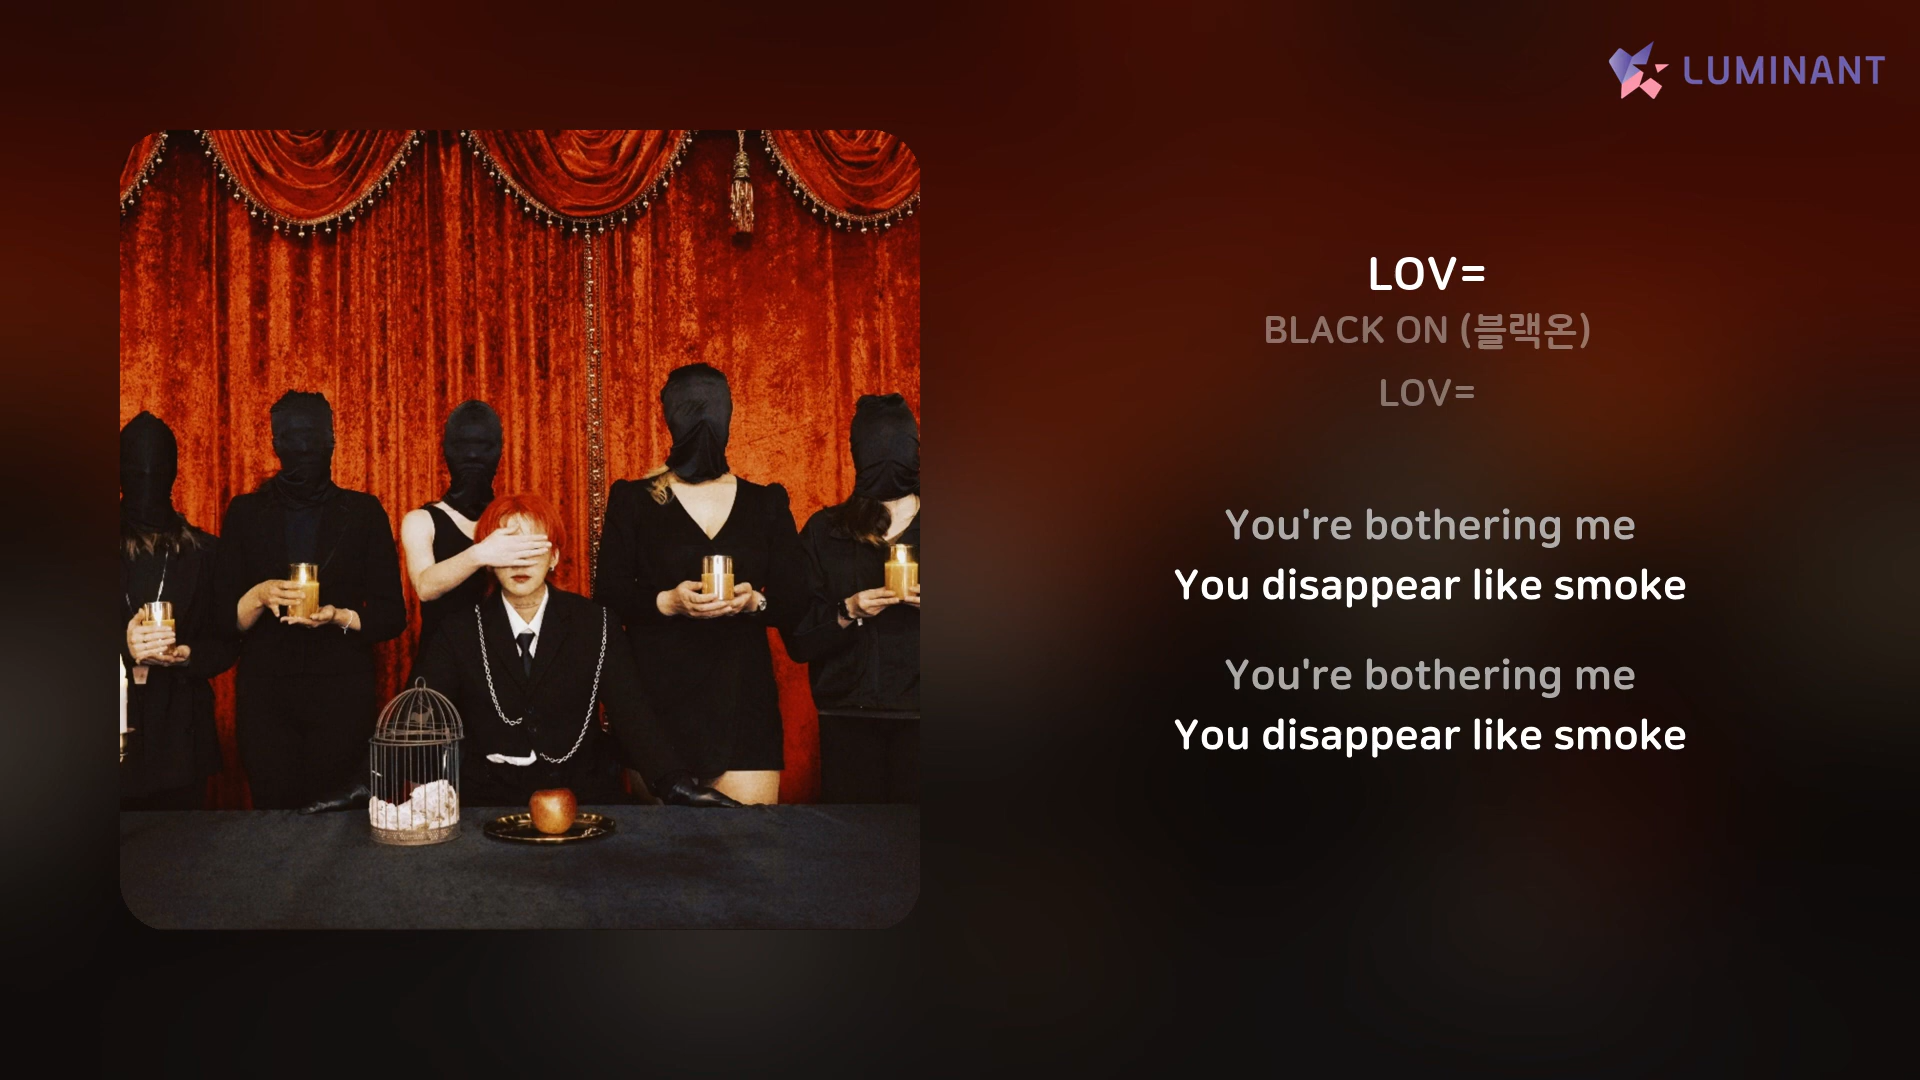 LUMINANT
LOV=
BLACK ON (블랙온)
LOV=
You're bothering me
You disappear like smoke
You're bothering me
You disappear like smoke